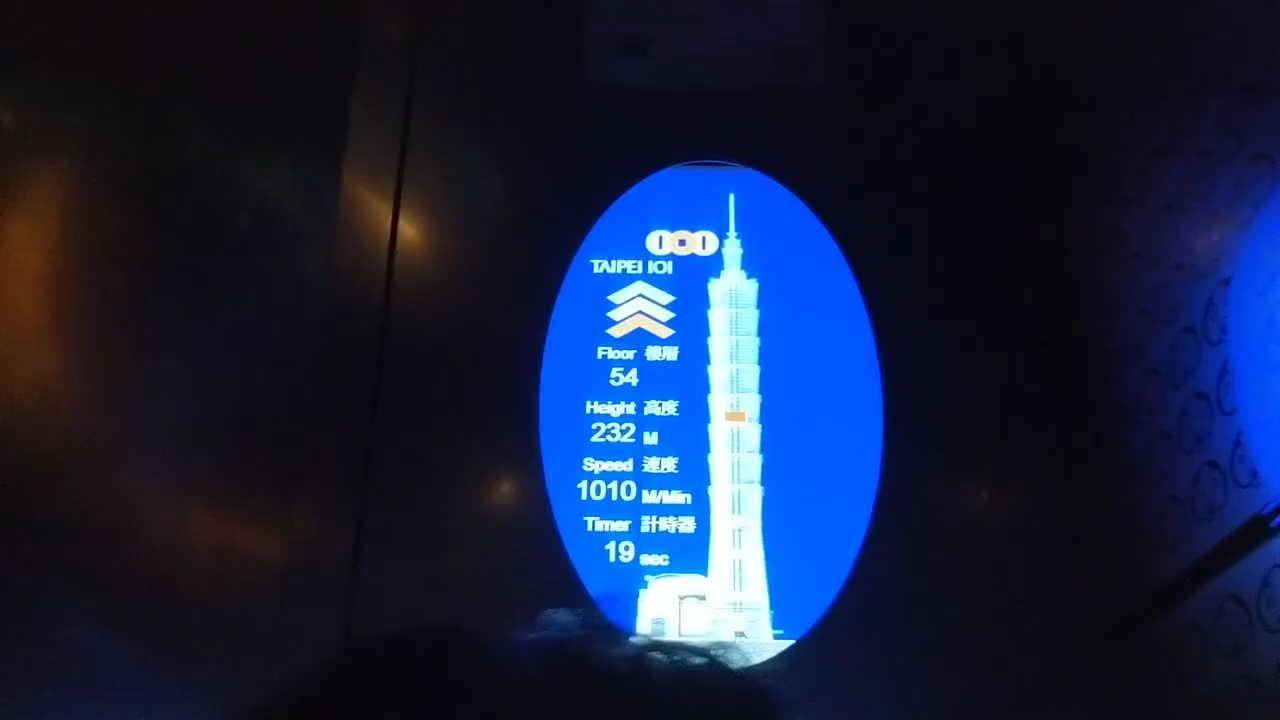 TAIPEI 101
Floor 樓層
54
Height 高度
232 M
Speed 速度
1010 M/Min
Timer 計時器
19 sec